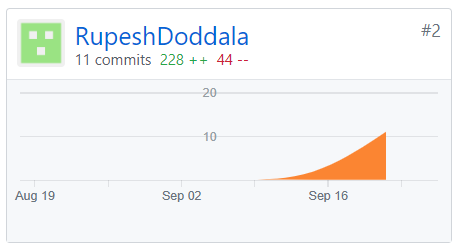 RupeshDoddala
#2
11 commits 228 ++ 44 --
20
10
Aug 19 Sep 02 Sep 16